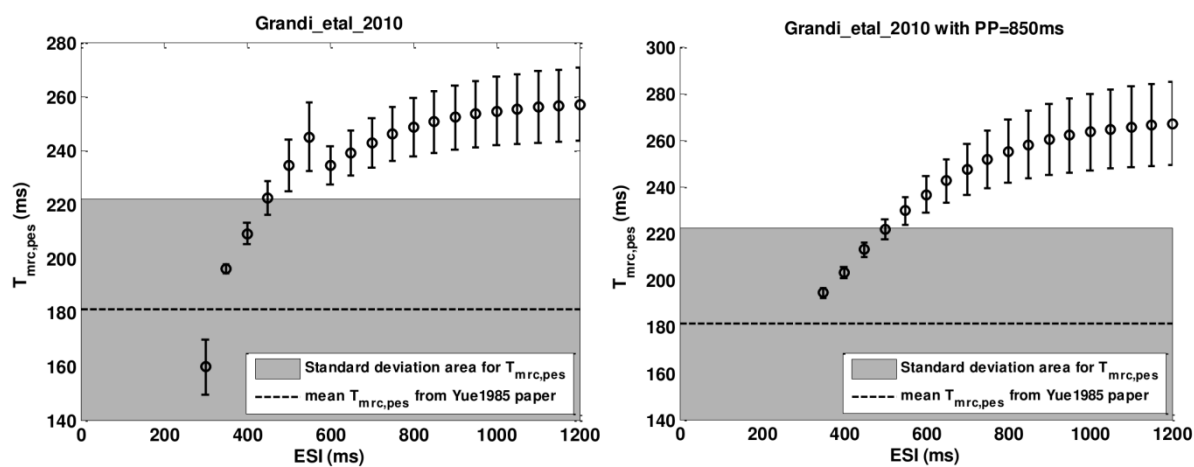 Grandi_etal_2010
280
260
240
220
200
180
160
140
T_mrc,pes (ms)
Standard deviation area for T_mrc,pes
mean T_mrc,pes from Yue1985 paper
0 200 400 600 800 1000 1200
ESI (ms)
Grandi_etal_2010 with PP=850ms
300
280
260
240
220
200
180
160
140
T_mrc,pes (ms)
Standard deviation area for T_mrc,pes
mean T_mrc,pes from Yue1985 paper
0 200 400 600 800 1000 1200
ESI (ms)